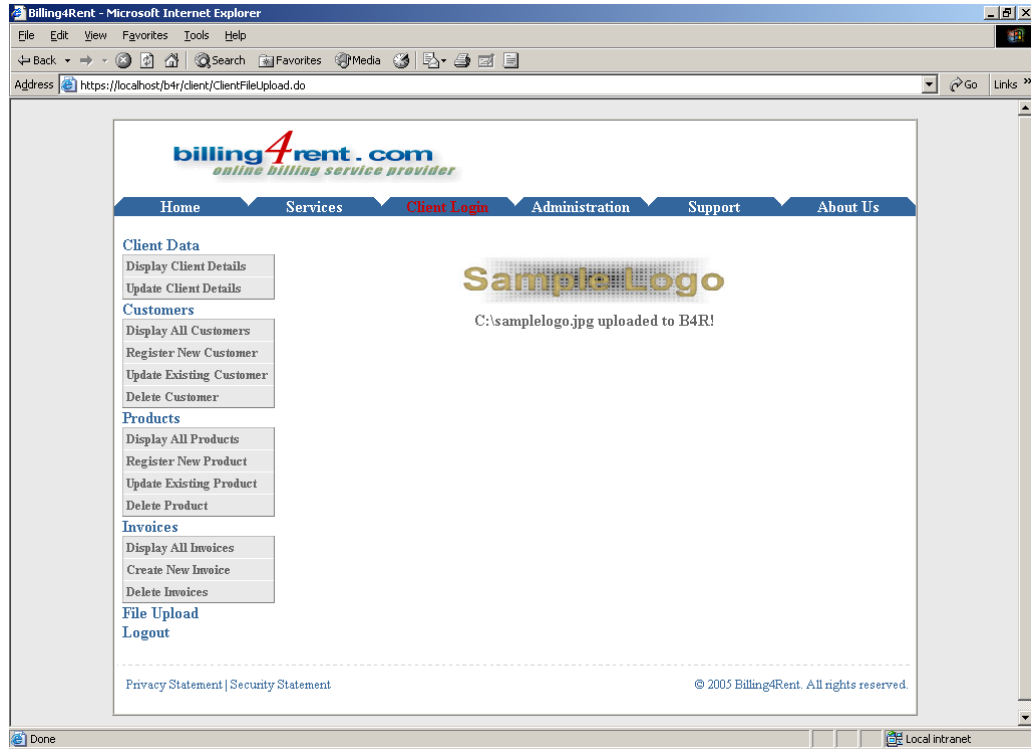 Billing4Rent - Microsoft Internet Explorer
File Edit View Favorites Tools Help
Back Search Favorites Media
Address https://localhost/b4r/client/ClientFileUpload.do Go Links »
billing4rent.com
online billing service provider
Home Services Client Login Administration Support About Us
Client Data
Display Client Details
Update Client Details
Customers
Display All Customers
Register New Customer
Update Existing Customer
Delete Customer
Products
Display All Products
Register New Product
Update Existing Product
Delete Product
Invoices
Display All Invoices
Create New Invoice
Delete Invoices
File Upload
Logout
Sample Logo
C:\samplelogo.jpg uploaded to B4R!
Privacy Statement | Security Statement
© 2005 Billing4Rent. All rights reserved.
Done
Local intranet